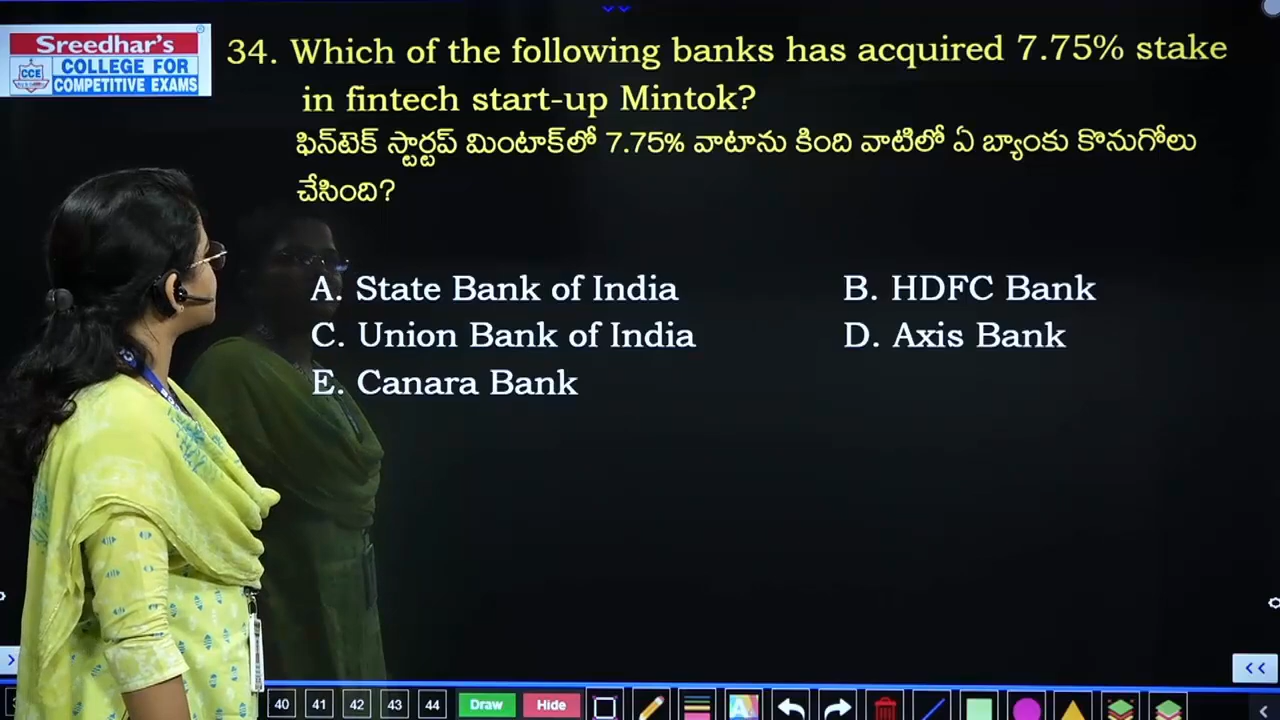 Sreedhar's
CCE
COLLEGE FOR
COMPETITIVE EXAMS
34. Which of the following banks has acquired 7.75% stake
in fintech start-up Mintok?
ఫిన్‌టెక్ స్టార్టప్ మింటాక్‌లో 7.75% వాటాను కింది వాటిలో ఏ బ్యాంకు కొనుగోలు
చేసింది?
A. State Bank of India
B. HDFC Bank
C. Union Bank of India
D. Axis Bank
E. Canara Bank
40 41 42 43 44 Draw Hide